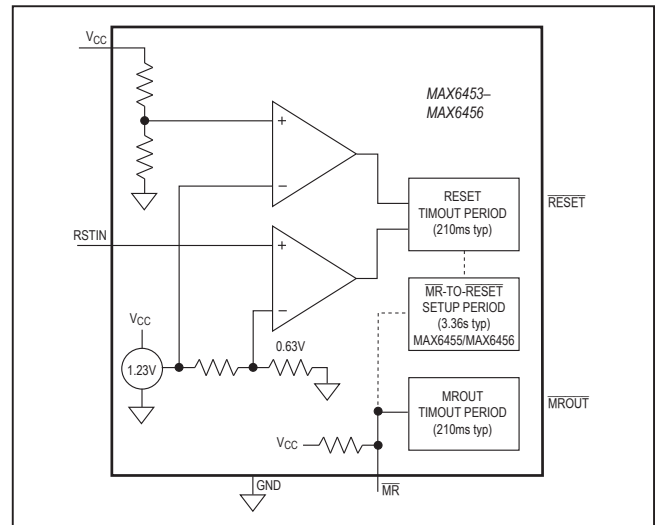 VCC
MAX6453–
MAX6456
+
−
RESET
TIMOUT PERIOD
(210ms typ)
RESET
RSTIN
+
−
MR-TO-RESET
SETUP PERIOD
(3.36s typ)
MAX6455/MAX6456
VCC
1.23V
0.63V
MROUT
TIMOUT PERIOD
(210ms typ)
MROUT
VCC
GND
MR